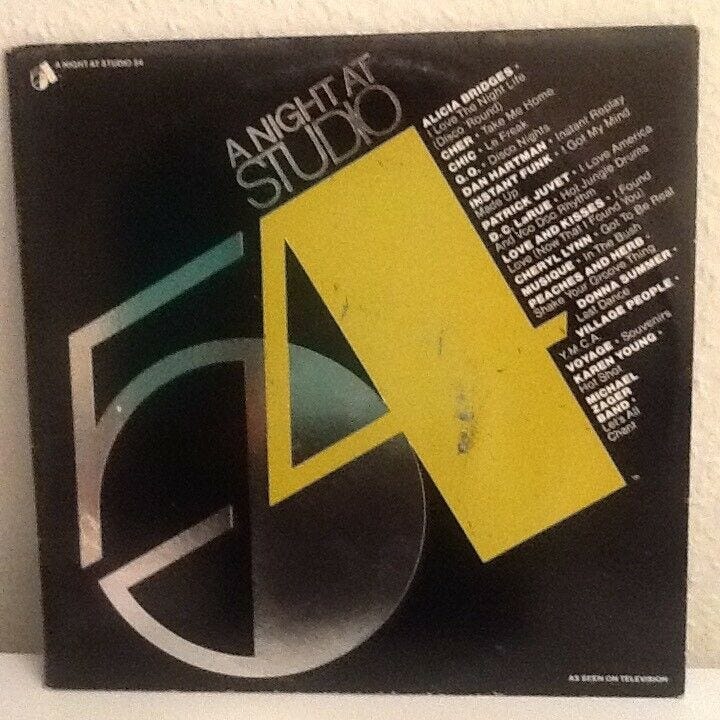 A NIGHT AT STUDIO 54
A NIGHT AT
STUDIO
54
ALICIA BRIDGES •
I Love The Night Life
(Disco 'Round)
CHER • Take Me Home
CHIC • Le Freak
G.Q. • Disco Nights
DAN HARTMAN • Instant Replay
INSTANT FUNK • I Got My Mind
Made Up
PATRICK JUVET • I Love America
D.C. LaRUE • Hot Jungle Drums
And Voo Doo Rhythm
LOVE AND KISSES • I Found
Love (Now that I Found You)
CHERYL LYNN • Got To Be Real
MUSIQUE • In The Bush
PEACHES AND HERB •
Shake Your Groove Thing
DONNA SUMMER •
Last Dance
VILLAGE PEOPLE •
Y.M.C.A.
VOYAGE • Souvenirs
KAREN YOUNG •
Hot Shot
MICHAEL
ZAGER
BAND •
Let's All
Chant
TM
AS SEEN ON TELEVISION